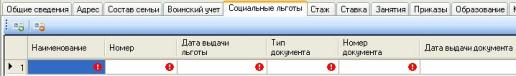 Общие сведения Адрес Состав семьи Воинский учет Социальные льготы Стаж Ставка Занятия Приказы Образование
Наименование Номер Дата выдачи льготы Тип документа Номер документа Дата выдачи документа
1